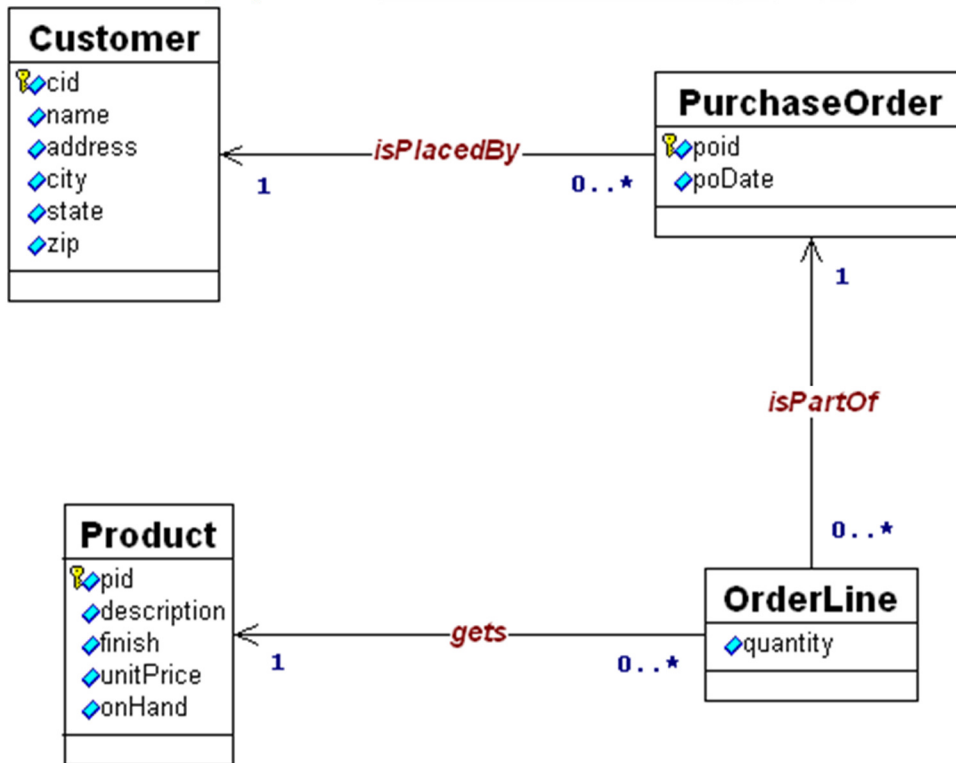 Customer
cid
name
address
city
state
zip
isPlacedBy
1
0..*
PurchaseOrder
poid
poDate
1
isPartOf
0..*
Product
pid
description
finish
unitPrice
onHand
gets
1
0..*
OrderLine
quantity